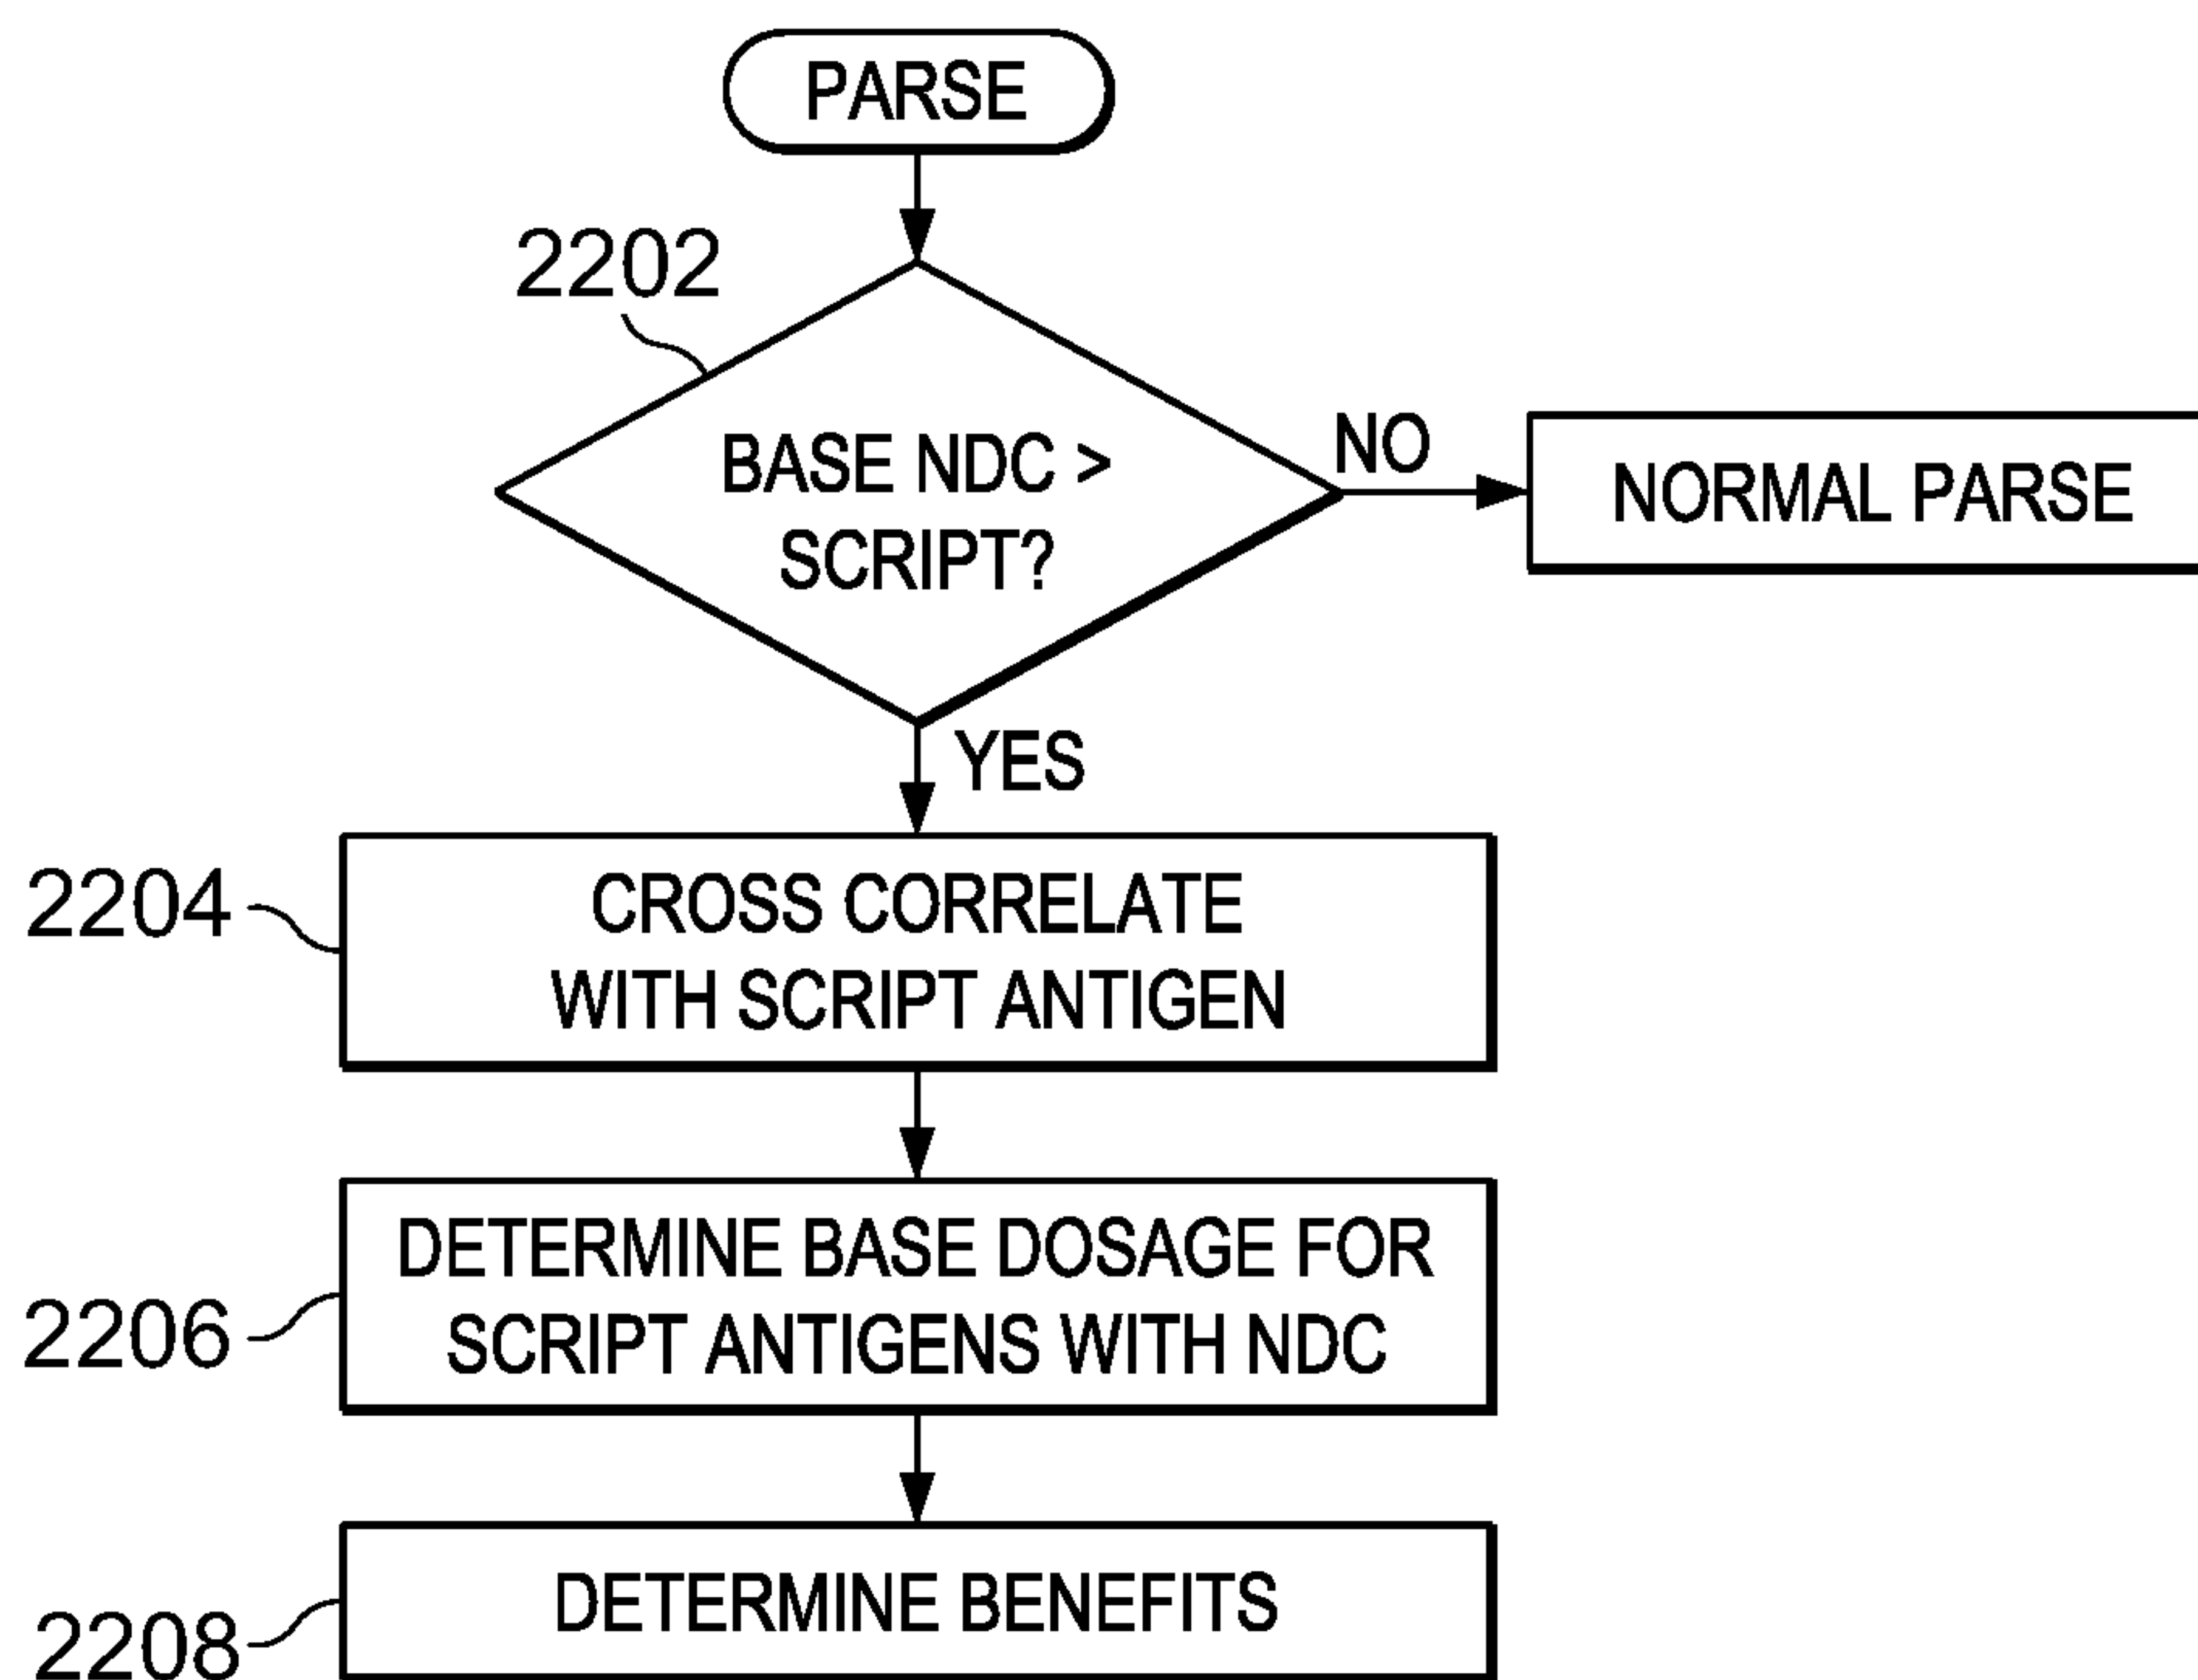 PARSE
2202
BASE NDC >
SCRIPT?
NO
NORMAL PARSE
YES
2204
CROSS CORRELATE
WITH SCRIPT ANTIGEN
2206
DETERMINE BASE DOSAGE FOR
SCRIPT ANTIGENS WITH NDC
2208
DETERMINE BENEFITS